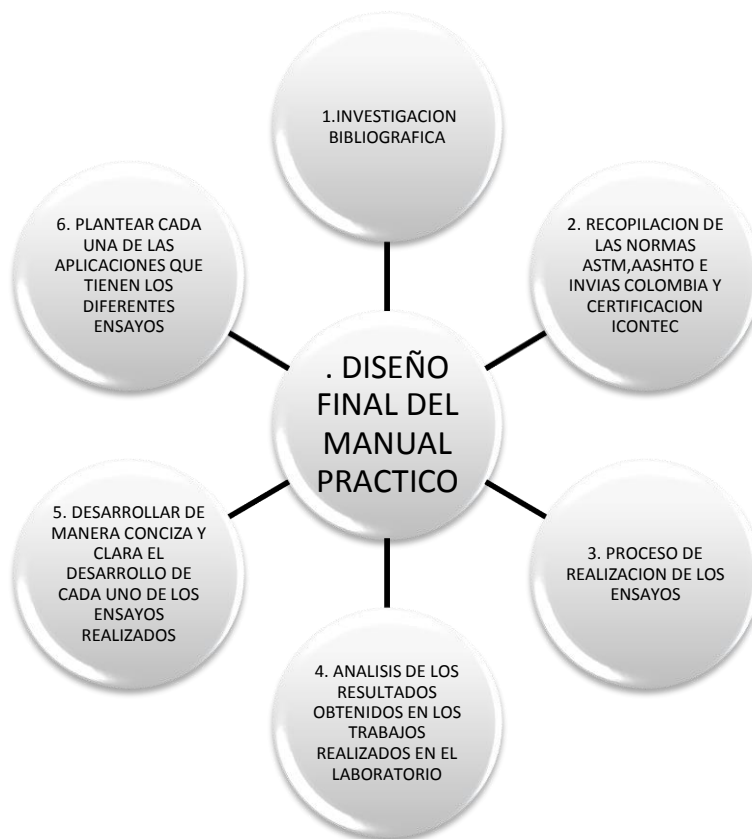 1.INVESTIGACION
BIBLIOGRAFICA
2. RECOPILACION DE
LAS NORMAS
ASTM,AASHTO E
INVIAS COLOMBIA Y
CERTIFICACION
ICONTEC
3. PROCESO DE
REALIZACION DE LOS
ENSAYOS
4. ANALISIS DE LOS
RESULTADOS
OBTENIDOS EN LOS
TRABAJOS
REALIZADOS EN EL
LABORATORIO
5. DESARROLLAR DE
MANERA CONCIZA Y
CLARA EL
DESARROLLO DE
CADA UNO DE LOS
ENSAYOS
REALIZADOS
6. PLANTEAR CADA
UNA DE LAS
APLICACIONES QUE
TIENEN LOS
DIFERENTES
ENSAYOS
. DISEÑO
FINAL DEL
MANUAL
PRACTICO